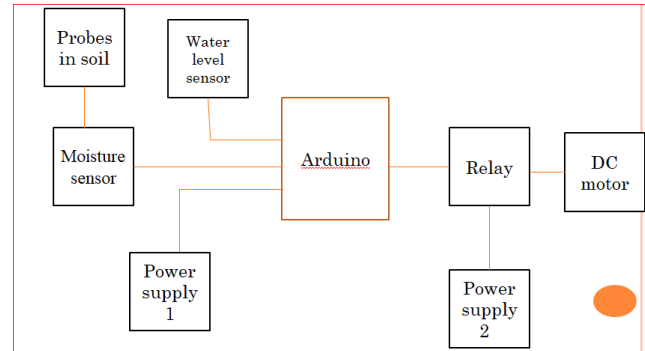 Probes
in soil
Water
level
sensor
Moisture
sensor
Arduino
Relay
DC
motor
Power
supply
1
Power
supply
2